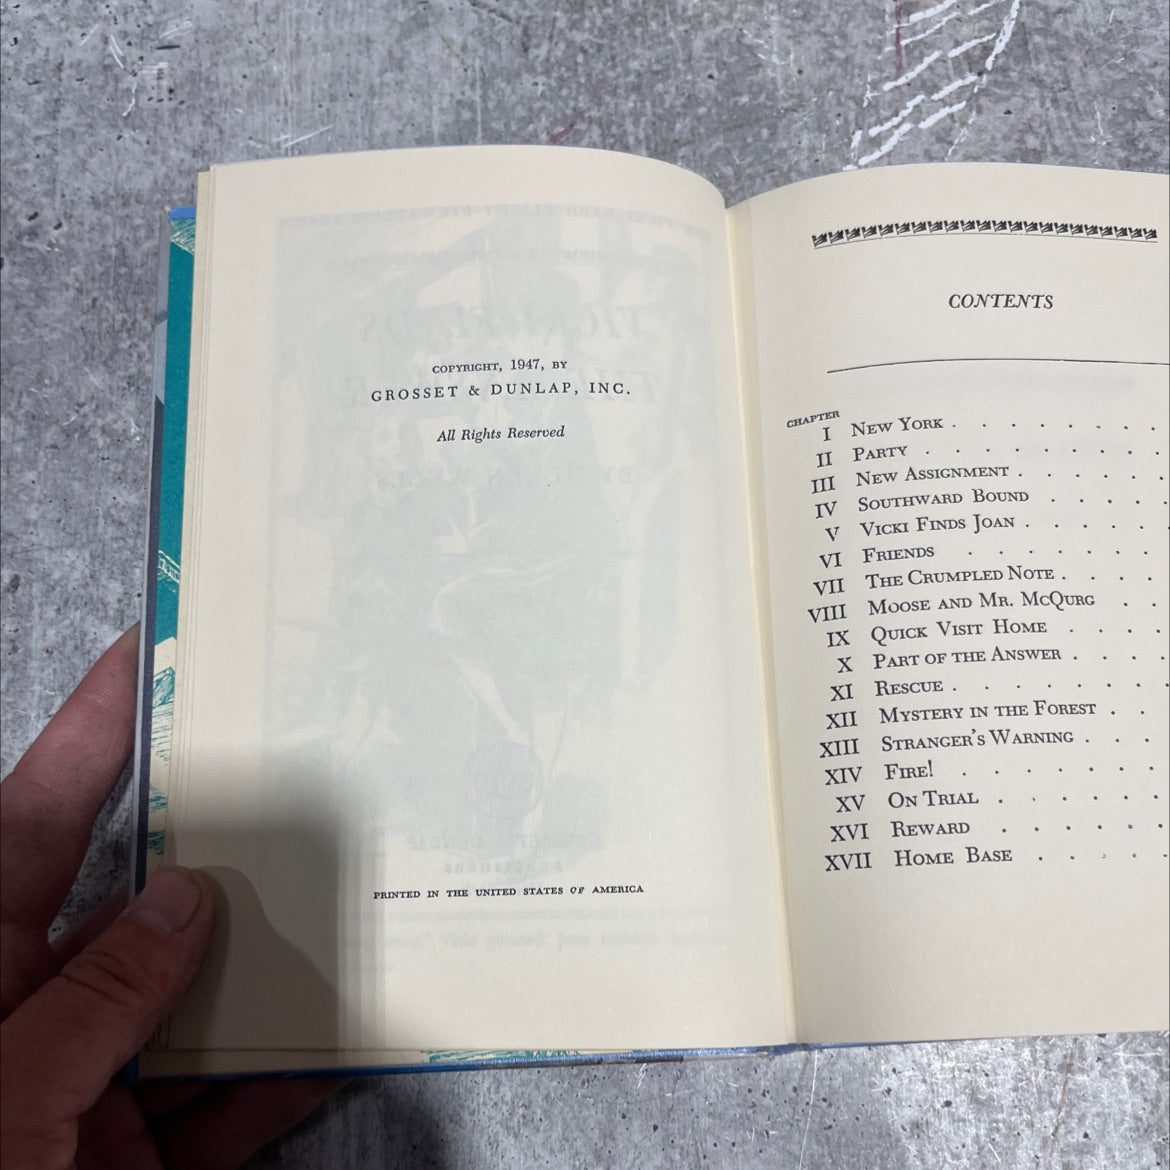 COPYRIGHT, 1947, BY
GROSSET & DUNLAP, INC.
All Rights Reserved
PRINTED IN THE UNITED STATES OF AMERICA
CONTENTS
CHAPTER
I NEW YORK . . . . . . .
II PARTY . . . . . . . . .
III NEW ASSIGNMENT . . . . .
IV SOUTHWARD BOUND . . . . .
V VICKI FINDS JOAN . . . . .
VI FRIENDS . . . . . . .
VII THE CRUMPLED NOTE . . . .
VIII MOOSE AND MR. MCQURG . .
IX QUICK VISIT HOME . . . .
X PART OF THE ANSWER . . . .
XI RESCUE . . . . . . . .
XII MYSTERY IN THE FOREST . .
XIII STRANGER'S WARNING . . .
XIV FIRE! . . . . . . .
XV ON TRIAL . . . . . .
XVI REWARD . . . . . .
XVII HOME BASE . . . . .